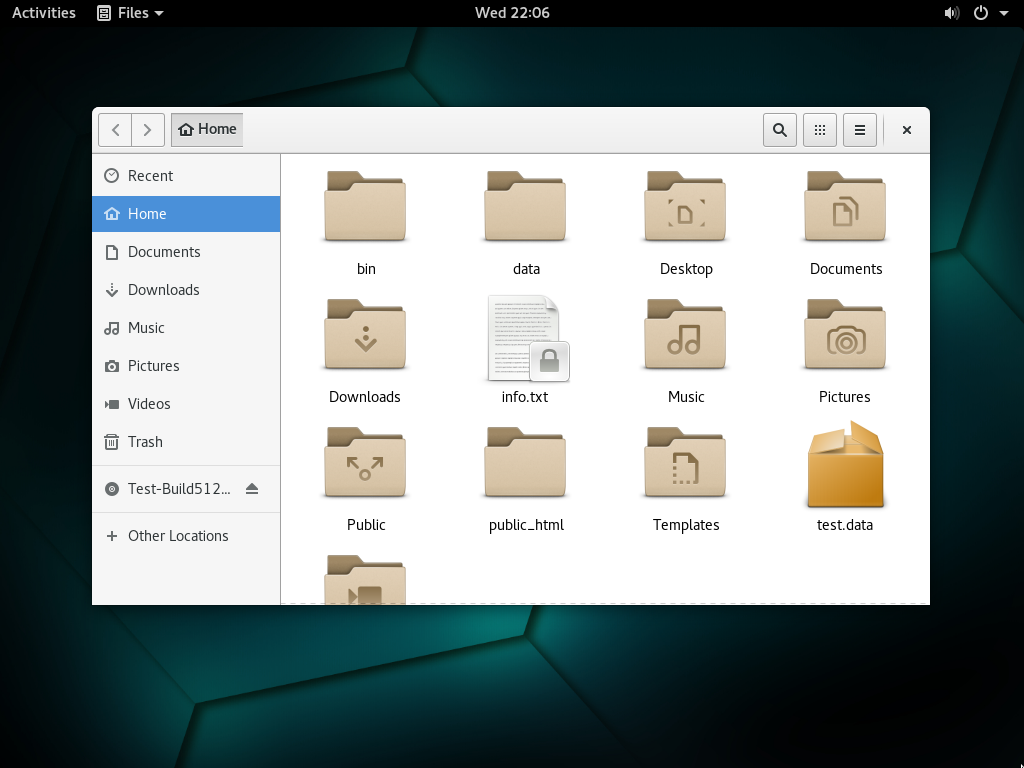 Activities Files Wed 22:06
Home
Recent
Home
Documents
Downloads
Music
Pictures
Videos
Trash
Test-Build512...
Other Locations
bin data Desktop Documents
Downloads info.txt Music Pictures
Public public_html Templates test.data